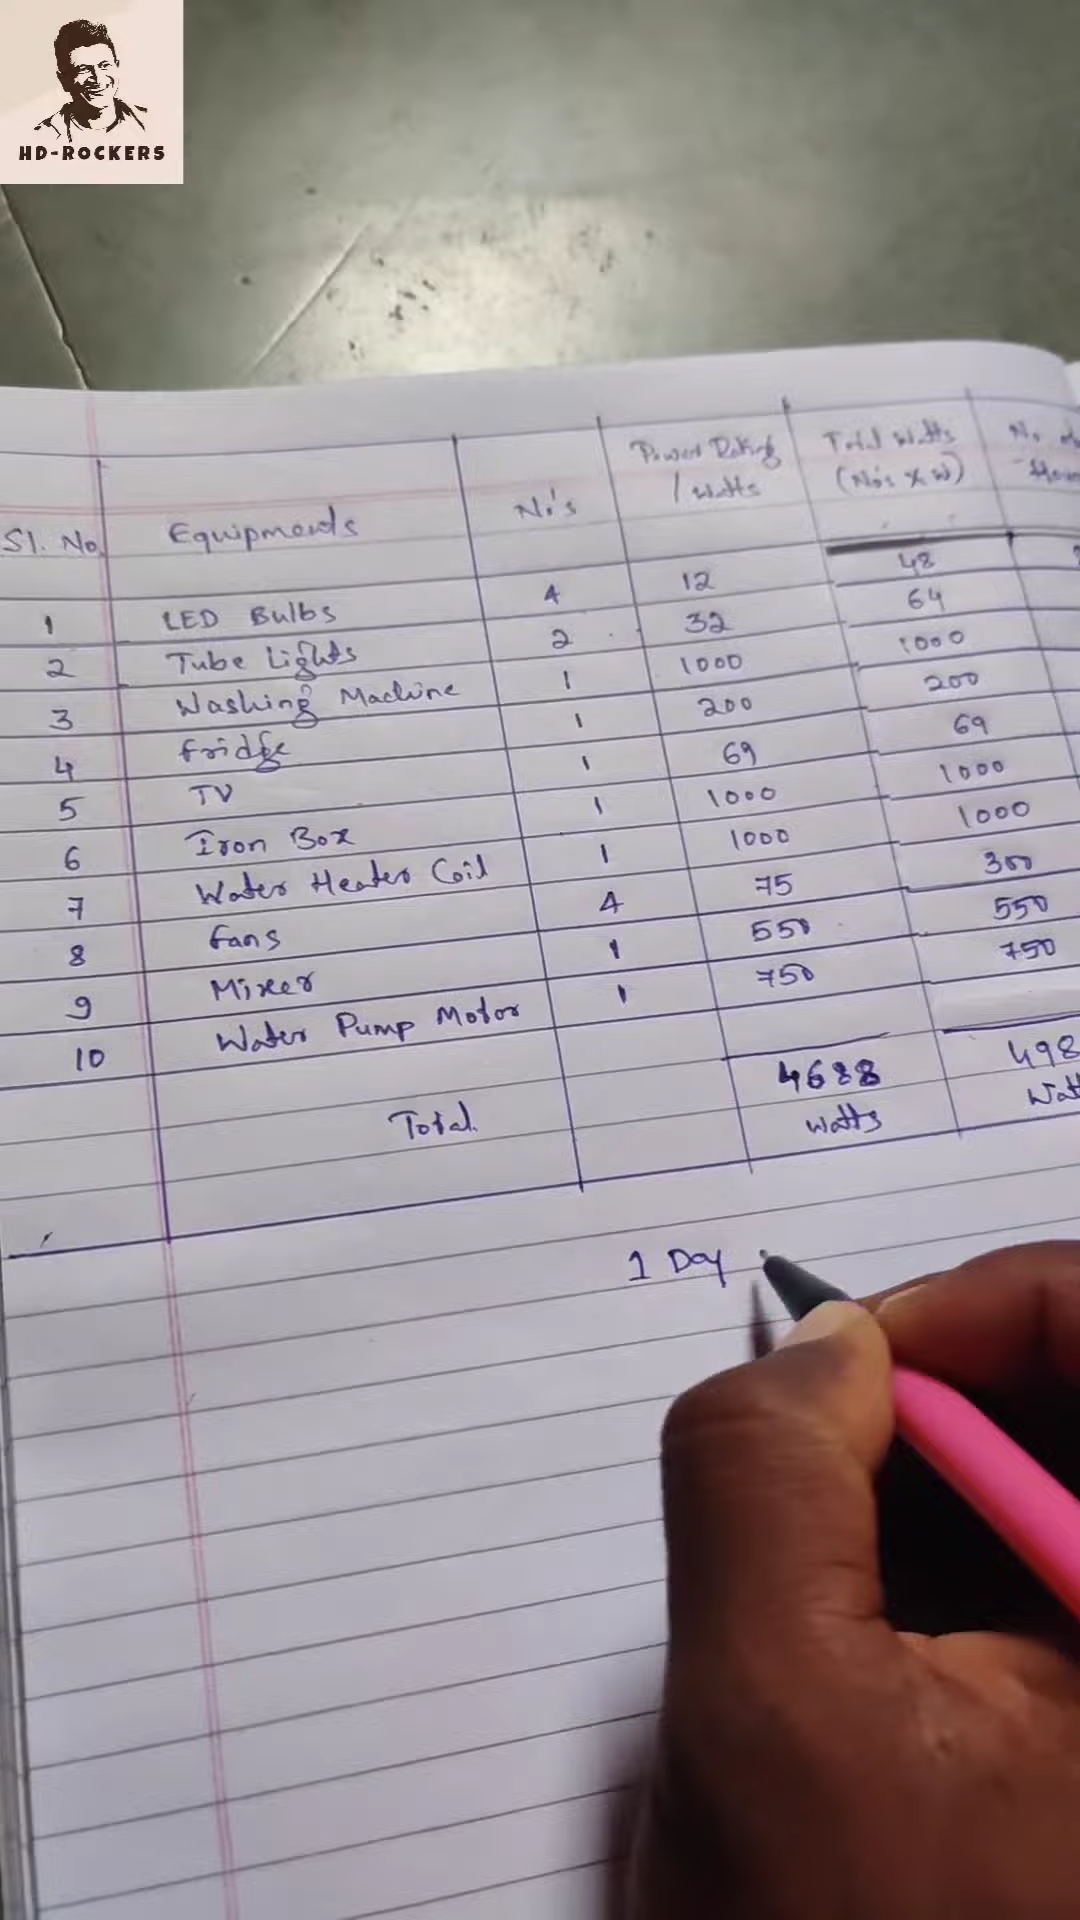 HD-ROCKERS
Sl. No. Equipments No's Power Rating / Watts Total Watts (No's x W) No
1 LED Bulbs 4 12 48
2 Tube Lights 2 32 64
3 Washing Machine 1 1000 1000
4 Fridge 1 200 200
5 TV 1 69 69
6 Iron Box 1 1000 1000
7 Water Heater Coil 1 1000 1000
8 Fans 4 75 300
9 Mixer 1 550 550
10 Water Pump Motor 1 750 750
Total 4688 watts 498 Wat
1 Day